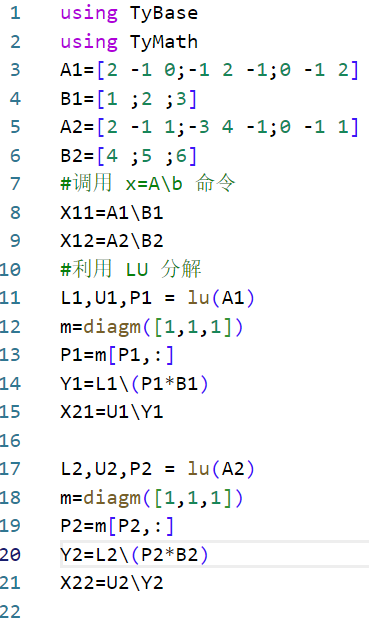 1 using TyBase
2 using TyMath
3 A1=[2 -1 0;-1 2 -1;0 -1 2]
4 B1=[1 ;2 ;3]
5 A2=[2 -1 1;-3 4 -1;0 -1 1]
6 B2=[4 ;5 ;6]
7 #调用 x=A\b 命令
8 X11=A1\B1
9 X12=A2\B2
10 #利用 LU 分解
11 L1,U1,P1 = lu(A1)
12 m=diagm([1,1,1])
13 P1=m[P1,:]
14 Y1=L1\(P1*B1)
15 X21=U1\Y1
16
17 L2,U2,P2 = lu(A2)
18 m=diagm([1,1,1])
19 P2=m[P2,:]
20 Y2=L2\(P2*B2)
21 X22=U2\Y2
22